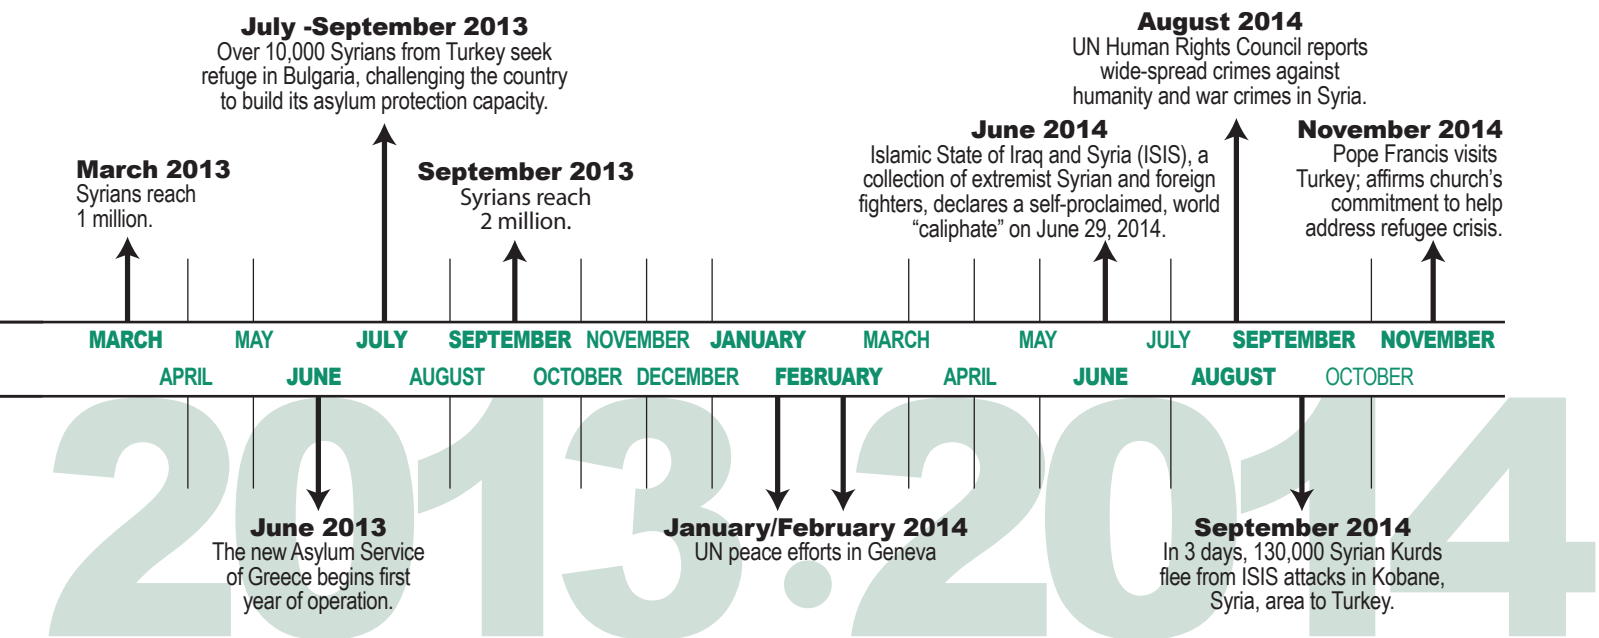 July -September 2013
Over 10,000 Syrians from Turkey seek
refuge in Bulgaria, challenging the country
to build its asylum protection capacity.
August 2014
UN Human Rights Council reports
wide-spread crimes against
humanity and war crimes in Syria.
March 2013
Syrians reach
1 million.
September 2013
Syrians reach
2 million.
June 2014
Islamic State of Iraq and Syria (ISIS), a
collection of extremist Syrian and foreign
fighters, declares a self-proclaimed, world
“caliphate” on June 29, 2014.
November 2014
Pope Francis visits
Turkey; affirms church’s
commitment to help
address refugee crisis.
MARCH MAY JULY SEPTEMBER NOVEMBER JANUARY MARCH MAY JULY SEPTEMBER NOVEMBER
APRIL JUNE AUGUST OCTOBER DECEMBER FEBRUARY APRIL JUNE AUGUST OCTOBER
2013·2014
June 2013
The new Asylum Service
of Greece begins first
year of operation.
January/February 2014
UN peace efforts in Geneva
September 2014
In 3 days, 130,000 Syrian Kurds
flee from ISIS attacks in Kobane,
Syria, area to Turkey.